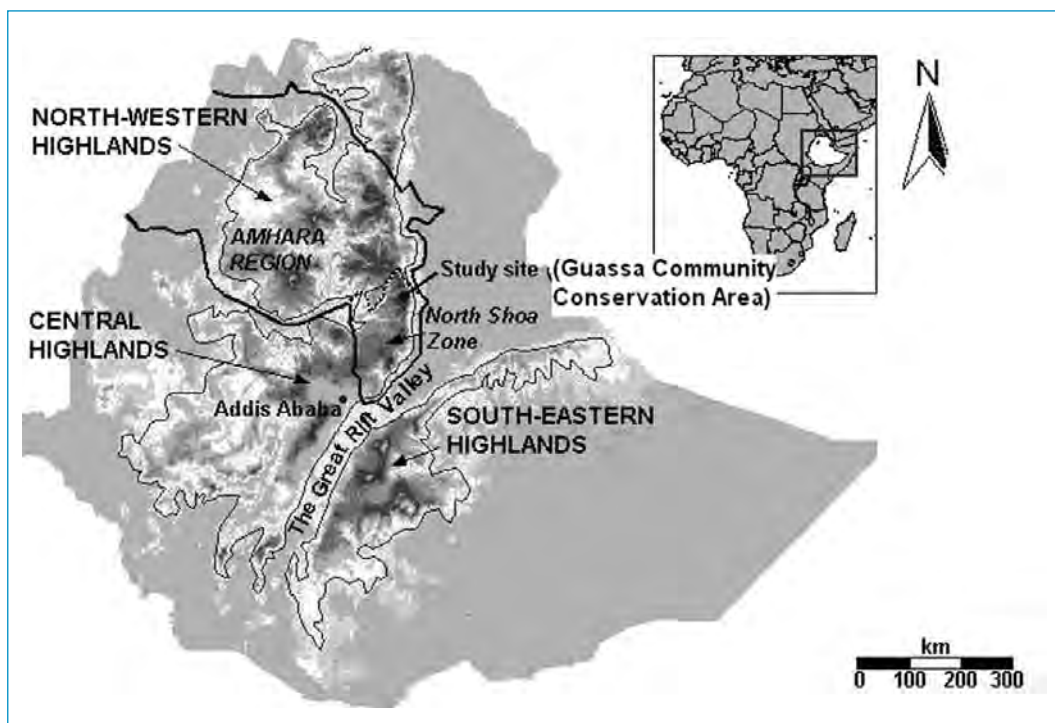 N
NORTH-WESTERN
HIGHLANDS
AMHARA
REGION
Study site (Guassa Community
Conservation Area)
North Shoa
Zone
CENTRAL
HIGHLANDS
Addis Ababa
The Great Rift Valley
SOUTH-EASTERN
HIGHLANDS
km
0 100 200 300